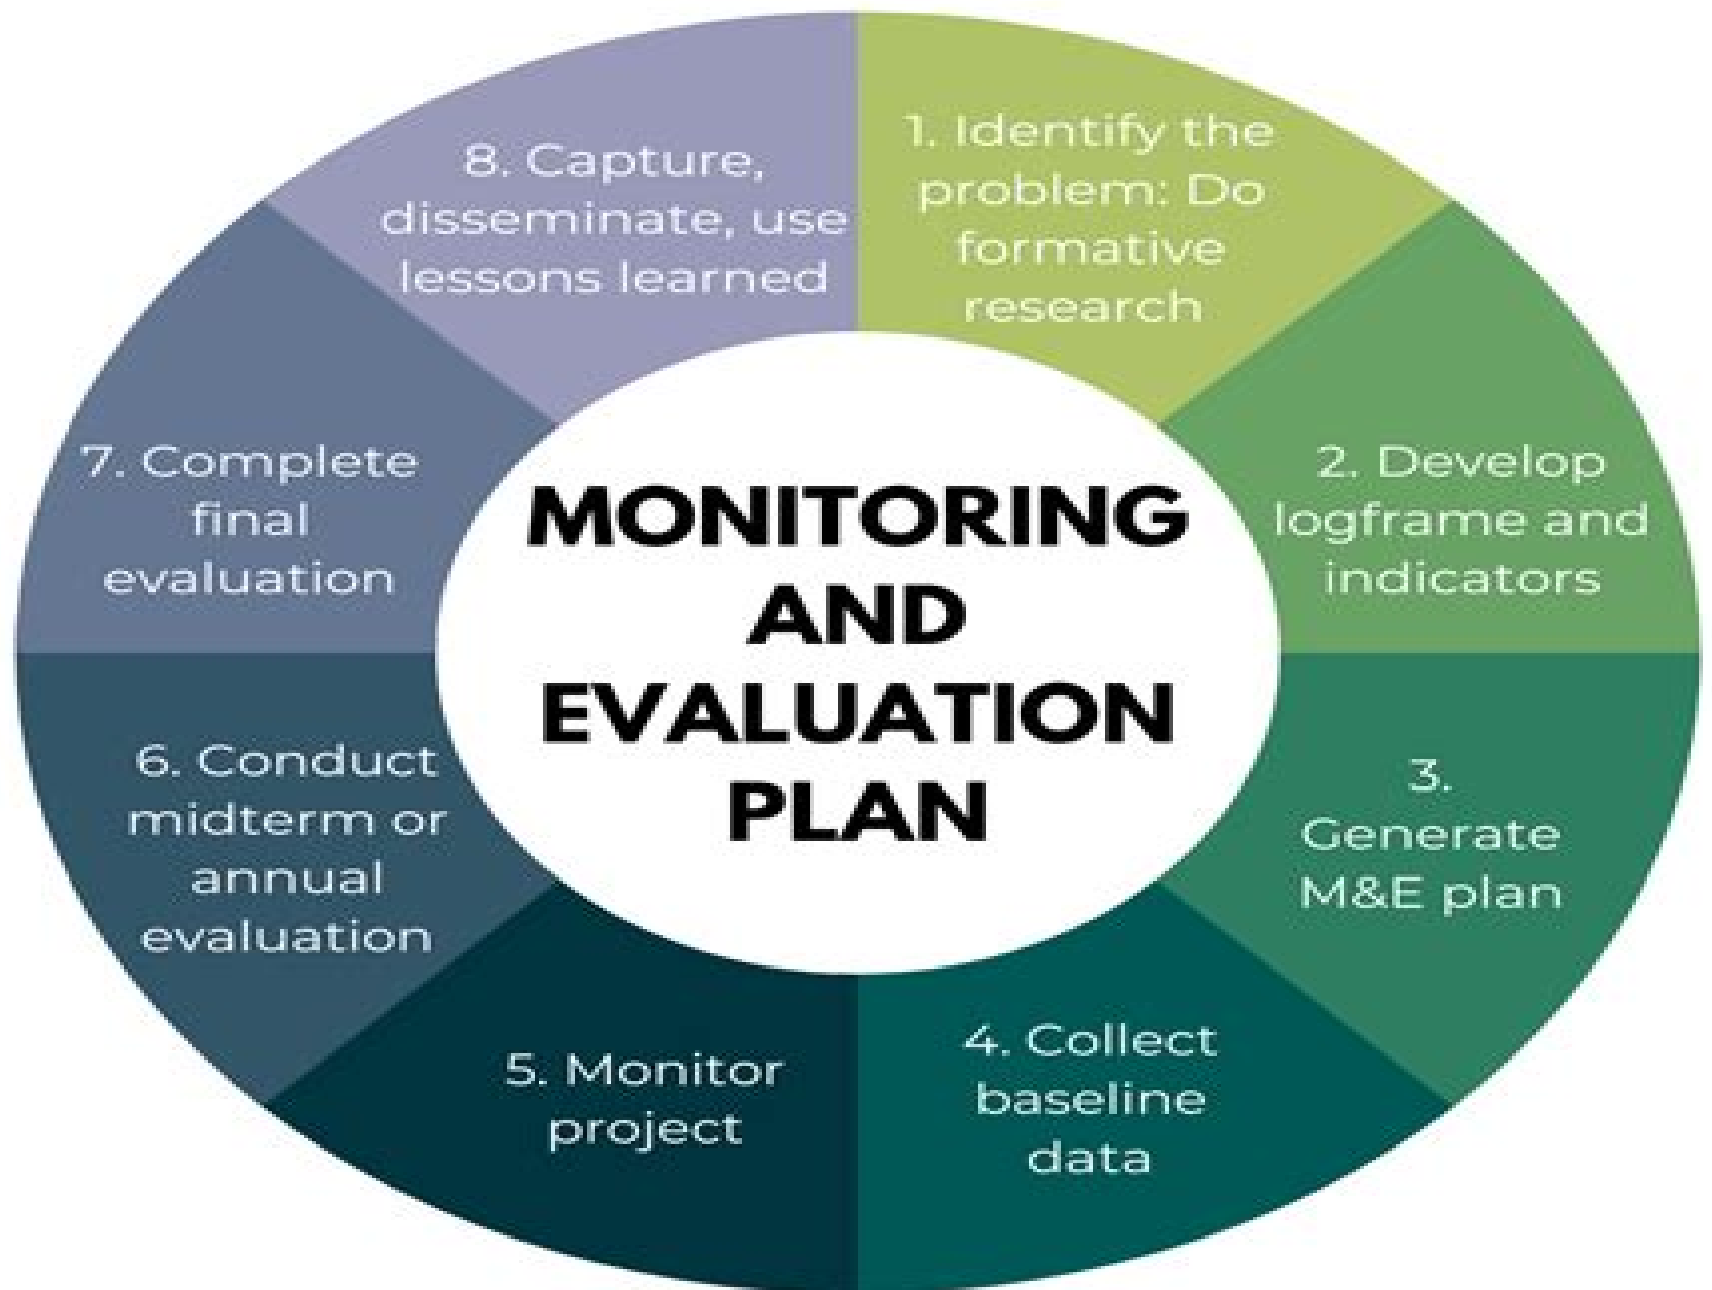 MONITORING
AND
EVALUATION
PLAN
1. Identify the
problem: Do
formative
research
2. Develop
logframe and
indicators
3.
Generate
M&E plan
4. Collect
baseline
data
5. Monitor
project
6. Conduct
midterm or
annual
evaluation
7. Complete
final
evaluation
8. Capture,
disseminate, use
lessons learned